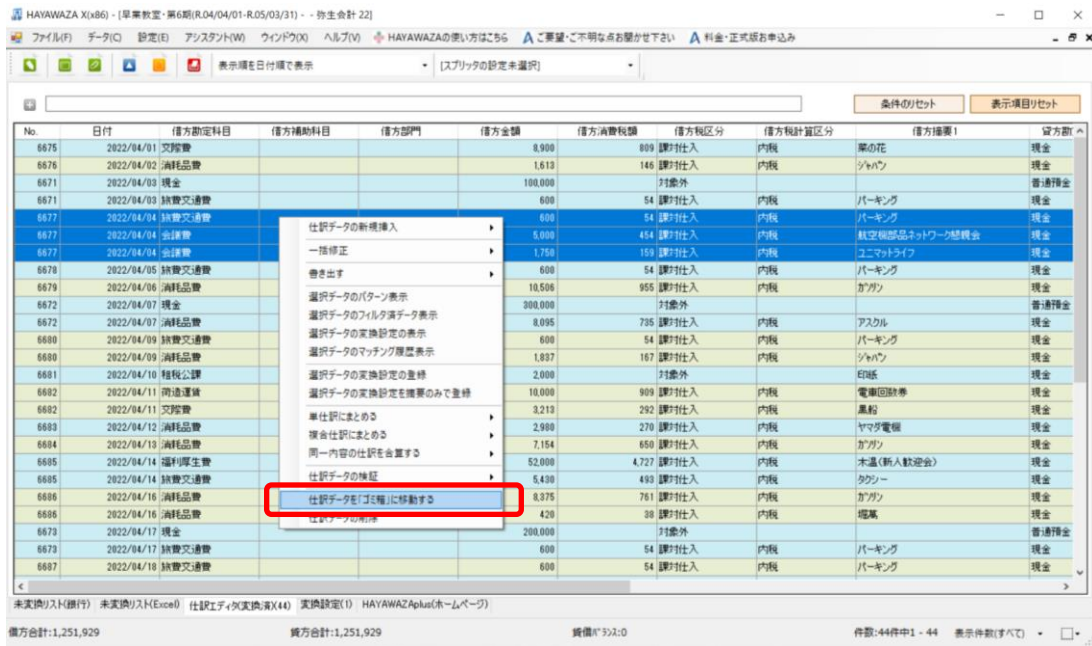 HAYAWAZA X(x86) - [早業教室・第6期(R.04/04/01-R.05/03/31) - - 弥生会計 22]
ファイル(F) データ(C) 設定(E) アシスタント(W) ウィンドウ(X) ヘルプ(V) HAYAWAZAの使い方はこちら ご要望・ご不明な点お聞かせ下さい 料金・正式版お申込み
表示順を日付順で表示 [スプリッタの設定未選択]
条件のリセット 表示項目リセット
No. 日付 借方勘定科目 借方補助科目 借方部門 借方金額 借方消費税額 借方税区分 借方税計算区分 借方摘要1 貸方勘
6675 2022/04/01 交際費 8,900 809 課対仕入 内税 菜の花 現金
6676 2022/04/02 消耗品費 1,613 146 課対仕入 内税 ジャパン 現金
6671 2022/04/03 現金 100,000 対象外 普通預金
6671 2022/04/03 旅費交通費 600 54 課対仕入 内税 パーキング 現金
6677 2022/04/04 旅費交通費 600 54 課対仕入 内税 パーキング 現金
6677 2022/04/04 会議費 5,000 454 課対仕入 内税 航空機部品ネットワーク懇親会 現金
6677 2022/04/04 会議費 1,750 159 課対仕入 内税 ユニマットライフ 現金
6678 2022/04/05 旅費交通費 600 54 課対仕入 内税 パーキング 現金
6679 2022/04/06 消耗品費 10,506 955 課対仕入 内税 ガソリン 現金
6672 2022/04/07 現金 300,000 対象外 普通預金
6672 2022/04/07 消耗品費 8,095 735 課対仕入 内税 アスクル 現金
6680 2022/04/09 旅費交通費 600 54 課対仕入 内税 パーキング 現金
6680 2022/04/09 消耗品費 1,837 167 課対仕入 内税 ジャパン 現金
6681 2022/04/10 租税公課 2,000 対象外 印紙 現金
6682 2022/04/11 荷造運賃 10,000 909 課対仕入 内税 電車回数券 現金
6682 2022/04/11 交際費 3,213 292 課対仕入 内税 黒船 現金
6683 2022/04/12 消耗品費 2,980 270 課対仕入 内税 ヤマダ電機 現金
6684 2022/04/13 消耗品費 7,154 650 課対仕入 内税 ガソリン 現金
6685 2022/04/14 福利厚生費 52,000 4,727 課対仕入 内税 木温(新人歓迎会) 現金
6685 2022/04/14 旅費交通費 5,430 493 課対仕入 内税 タクシー 現金
6686 2022/04/16 消耗品費 8,375 761 課対仕入 内税 ガソリン 現金
6686 2022/04/16 消耗品費 420 38 課対仕入 内税 堀萬 現金
6673 2022/04/17 現金 200,000 対象外 普通預金
6673 2022/04/17 旅費交通費 600 54 課対仕入 内税 パーキング 現金
6687 2022/04/18 旅費交通費 600 54 課対仕入 内税 パーキング 現金
仕訳データの新規挿入
一括修正
書き出す
選択データのパターン表示
選択データのフィルタ済データ表示
選択データの変換設定の表示
選択データのマッチング履歴表示
選択データの変換設定の登録
選択データの変換設定を摘要のみで登録
単仕訳にまとめる
複合仕訳にまとめる
同一内容の仕訳を合算する
仕訳データの検証
仕訳データを「ゴミ箱」に移動する
仕訳データの削除
未変換リスト(銀行) 未変換リスト(Excel) 仕訳エディタ(変換済)(44) 変換設定(1) HAYAWAZAplus(ホームページ)
借方合計:1,251,929 貸方合計:1,251,929 貸借バランス:0 件数:44件中1 - 44 表示件数(すべて)